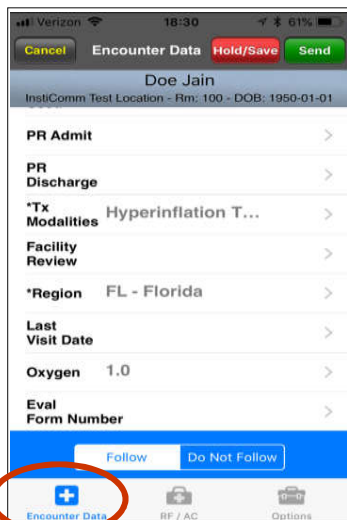 Verizon 18:30 61%
Cancel Encounter Data Hold/Save Send
Doe Jain
InstiComm Test Location - Rm: 100 - DOB: 1950-01-01
PR Admit
PR
Discharge
*Tx
Modalities Hyperinflation T...
Facility
Review
*Region FL - Florida
Last
Visit Date
Oxygen 1.0
Eval
Form Number
Follow Do Not Follow
Encounter Data RF / AC Options